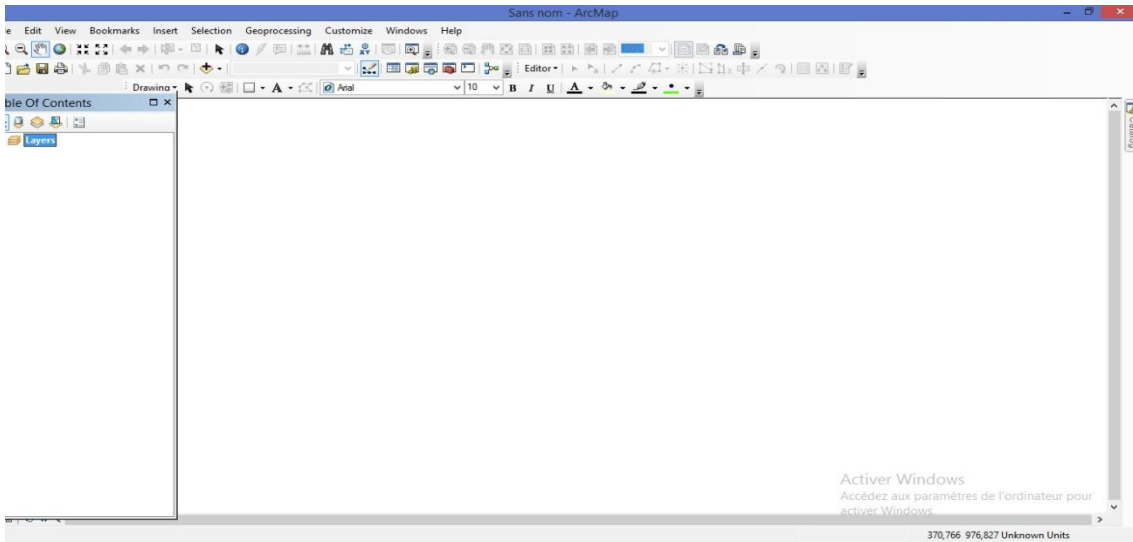 Sans nom - ArcMap
e Edit View Bookmarks Insert Selection Geoprocessing Customize Windows Help
Editor
Drawing A Arial 10 B I U A
ble Of Contents
Layers
Catalog
Activer Windows
Accédez aux paramètres de l'ordinateur pour
activer Windows.
370,766 976,827 Unknown Units